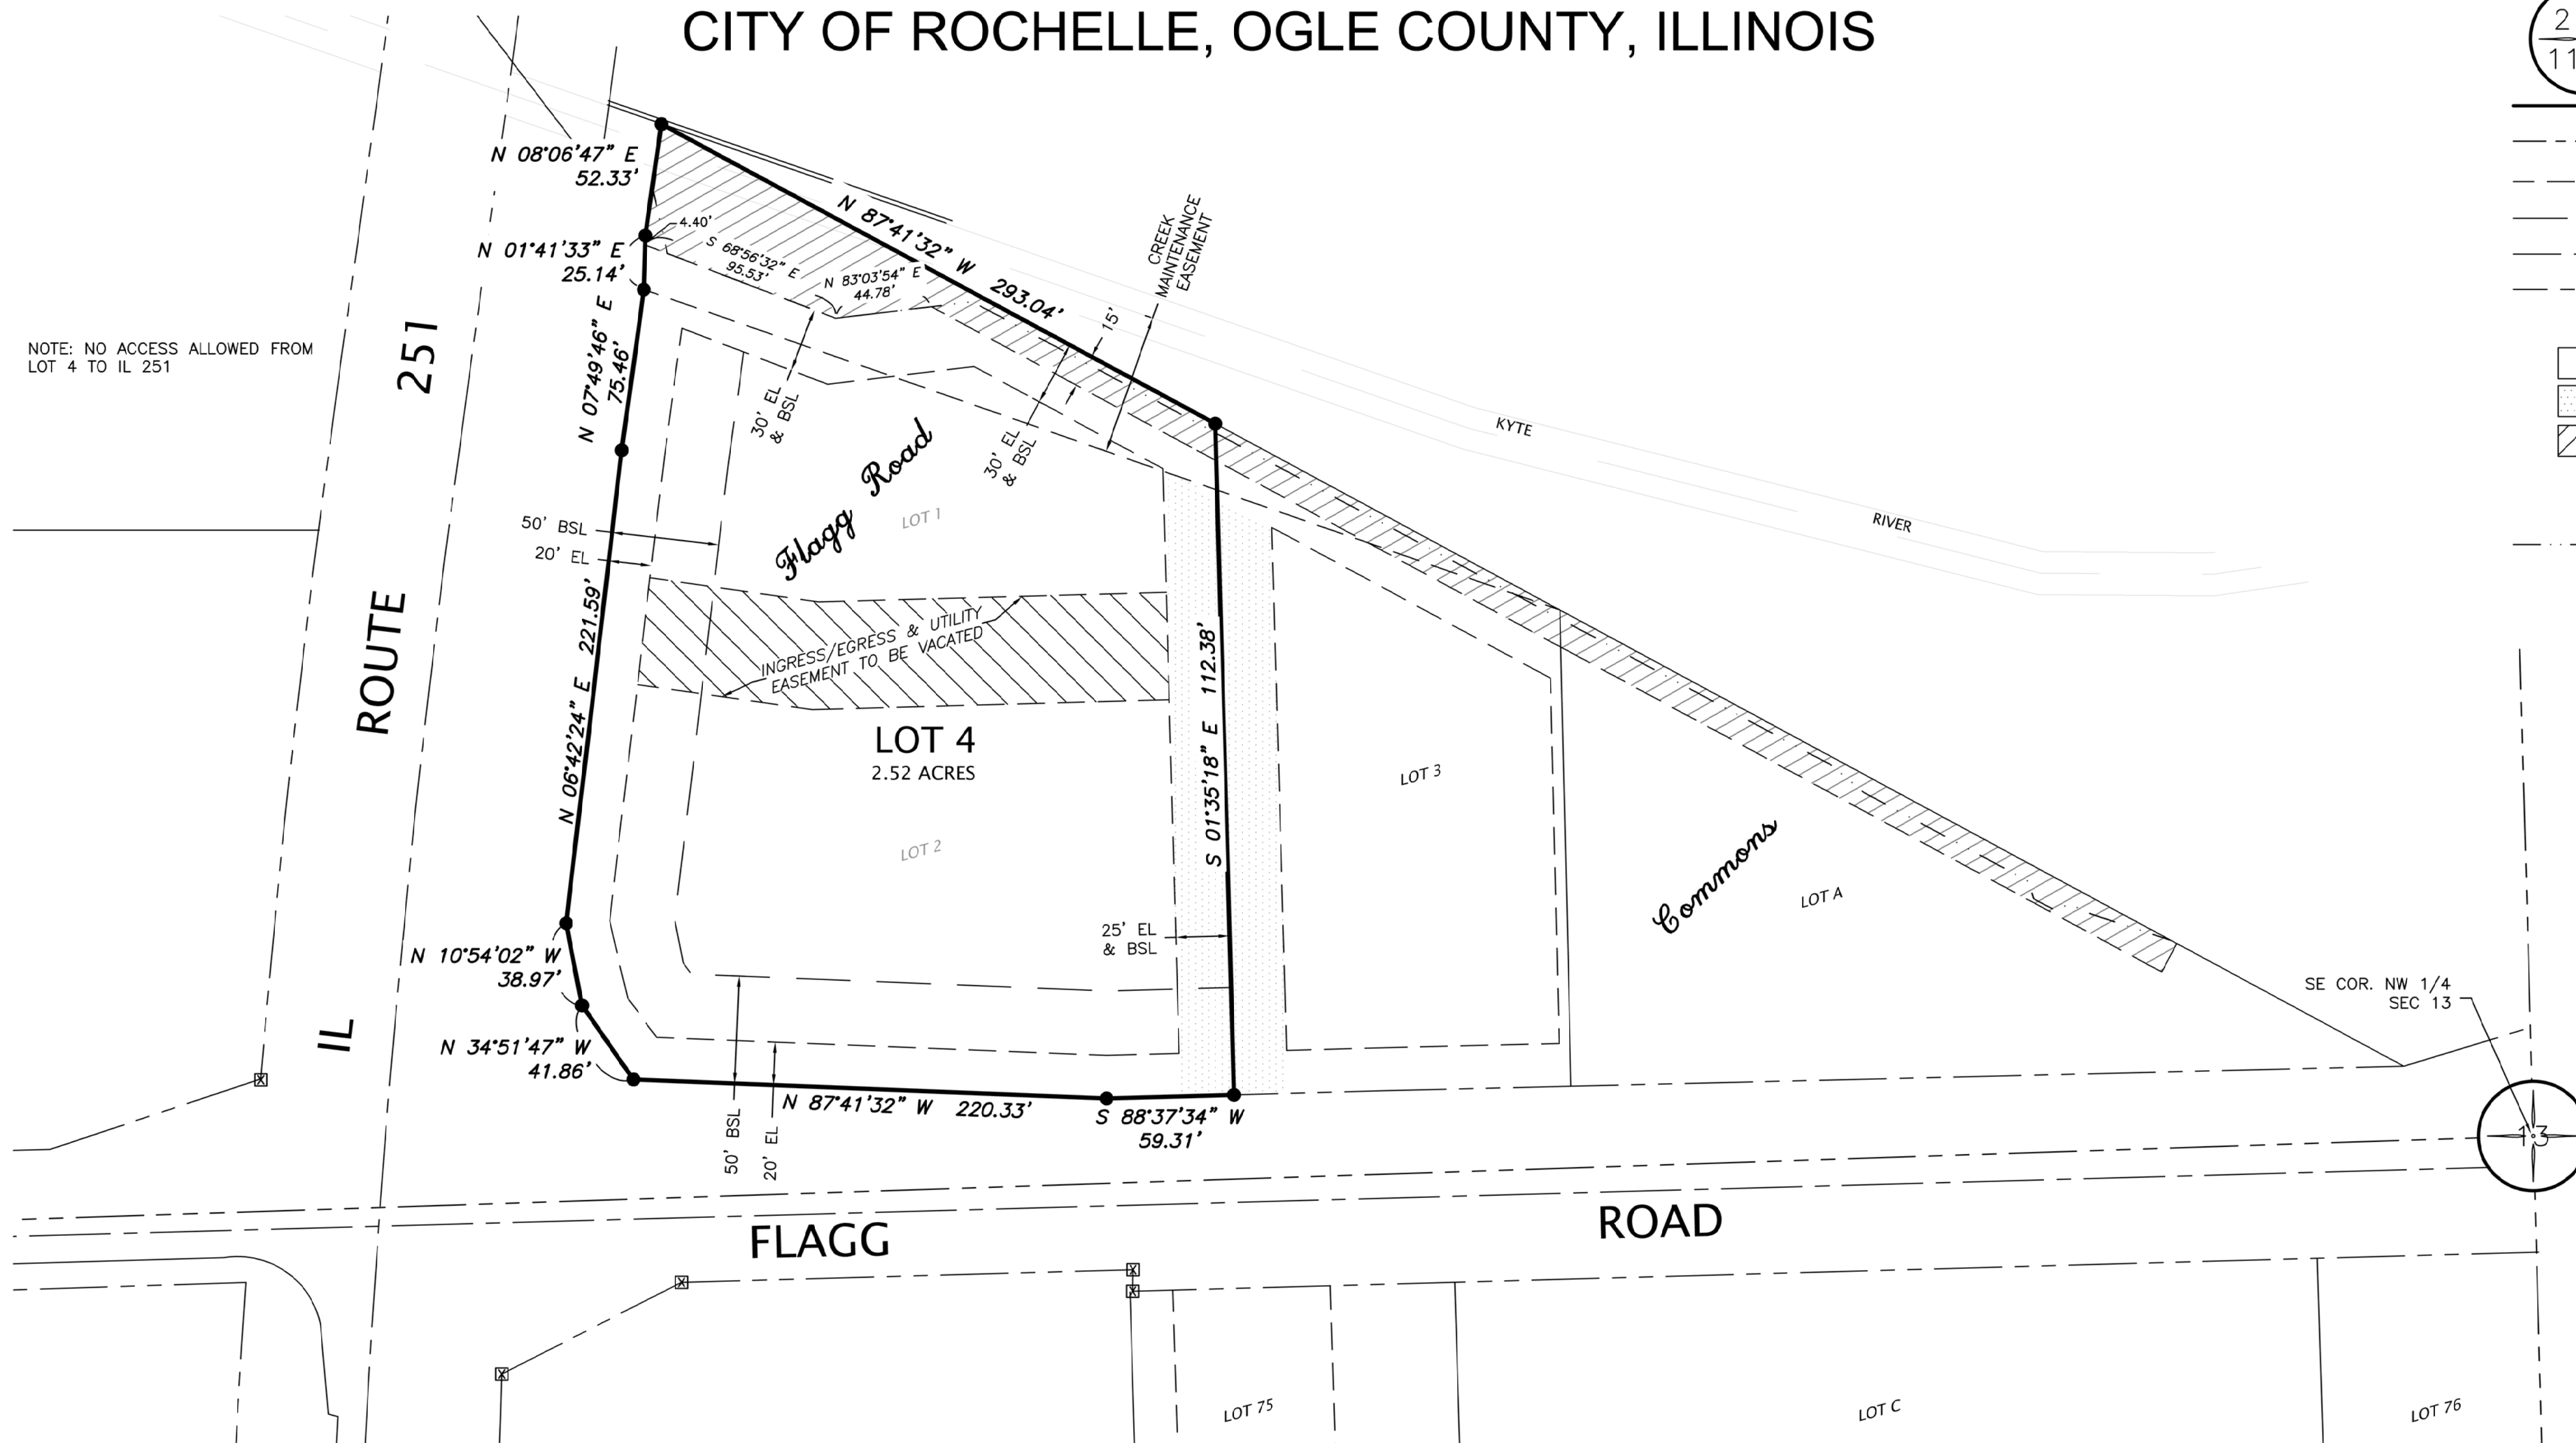 CITY OF ROCHELLE, OGLE COUNTY, ILLINOIS
2
11
N 08°06'47" E
52.33'
N 01°41'33" E
25.14'
4.40'
S 68°56'32" E
95.53'
N 83°03'54" E
44.78'
N 87°41'32" W 293.04'
CREEK
MAINTENANCE
EASEMENT
15'
NOTE: NO ACCESS ALLOWED FROM
LOT 4 TO IL 251
N 07°49'46" E
75.46'
30' EL
& BSL
30' EL
& BSL
KYTE
RIVER
Flagg Road
LOT 1
50' BSL
20' EL
INGRESS/EGRESS & UTILITY
EASEMENT TO BE VACATED
N 06°42'24" E 221.59'
IL ROUTE 251
LOT 4
2.52 ACRES
S 01°35'18" E 112.38'
LOT 3
LOT 2
Commons
LOT A
25' EL
& BSL
N 10°54'02" W
38.97'
N 34°51'47" W
41.86'
SE COR. NW 1/4
SEC 13
N 87°41'32" W 220.33'
S 88°37'34" W
59.31'
50' BSL
20' EL
13
FLAGG ROAD
LOT 75
LOT C
LOT 76